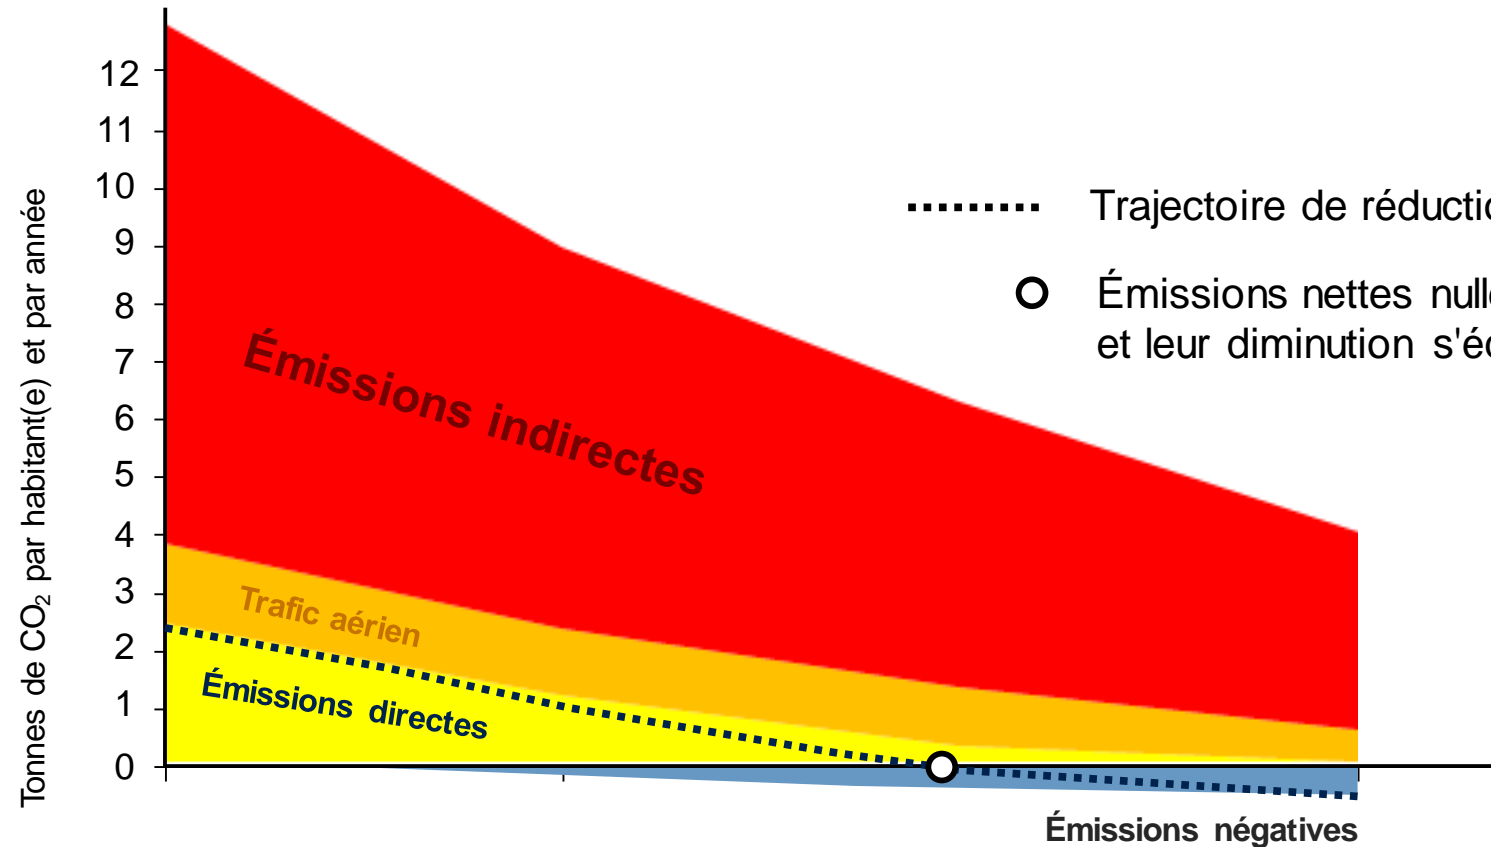 Tonnes de CO₂ par habitant(e) et par année
12
11
10
9
8
7
6
5
4
3
2
1
0
Trajectoire de
Émissions nettes
et leur diminution
Émissions indirectes
Trafic aérien
Émissions directes
Émissions négatives